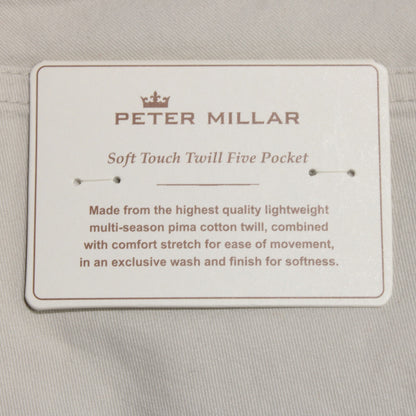 PETER MILLAR
Soft Touch Twill Five Pocket
Made from the highest quality lightweight
multi-season pima cotton twill, combined
with comfort stretch for ease of movement,
in an exclusive wash and finish for softness.